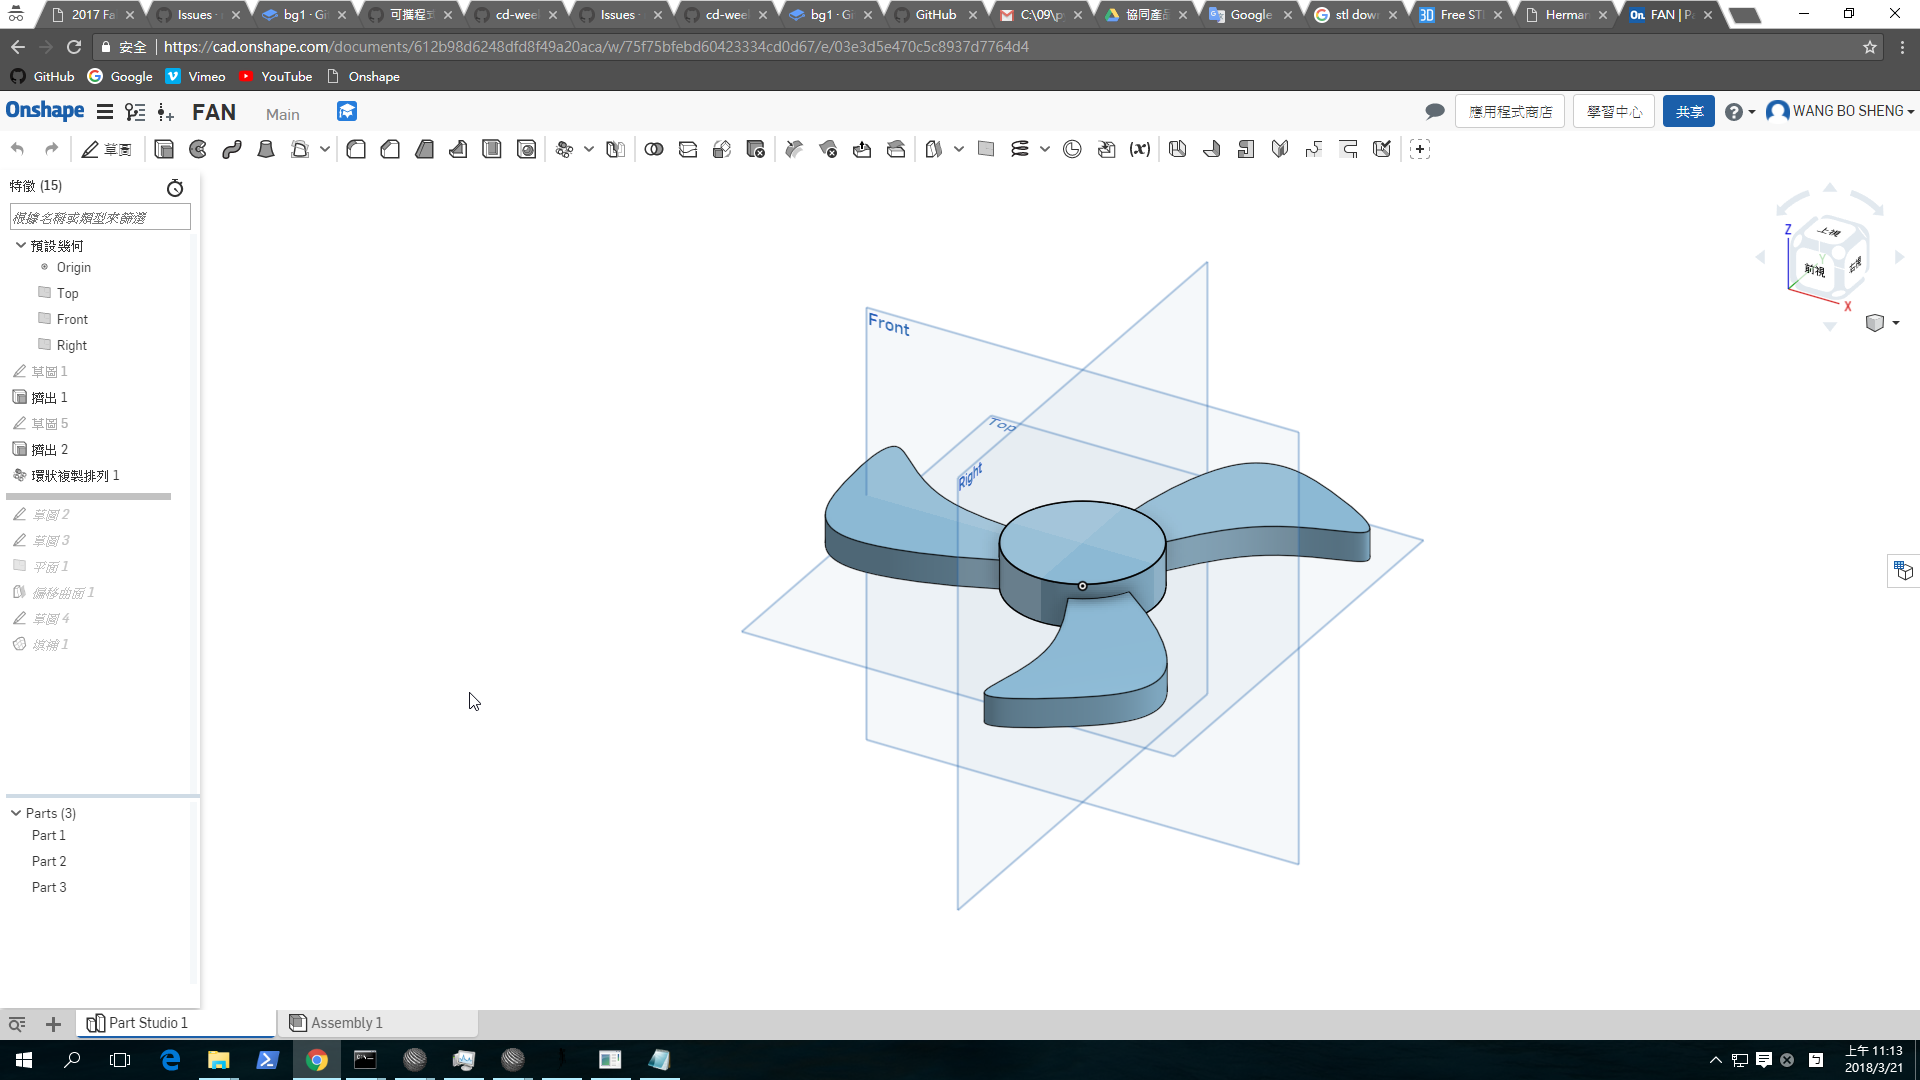 2017 Fa
Issues ·
bg1 · Gi
可攜程式
cd-wee
Issues ·
cd-wee
bg1 · Gi
GitHub
C:\09\p
協同產品
Google
stl dow
Free ST
Herman
FAN | Pa
安全 | https://cad.onshape.com/documents/612b98d6248dfd8f49a20aca/w/75f75bfebd60423334cd0d67/e/03e3d5e470c5c8937d7764d4
GitHub Google Vimeo YouTube Onshape
Onshape FAN Main 應用程式商店 學習中心 共享 WANG BO SHENG
草圖 (x)
特徵 (15)
根據名稱或類型來篩選
預設幾何
Origin
Top
Front
Right
草圖 1
擠出 1
草圖 5
擠出 2
環狀複製排列 1
草圖 2
草圖 3
平面 1
偏移曲面 1
草圖 4
填補 1
Parts (3)
Part 1
Part 2
Part 3
Front
Top
Right
Z
上視
前視
右視
Y
X
Part Studio 1
Assembly 1
上午 11:13
2018/3/21